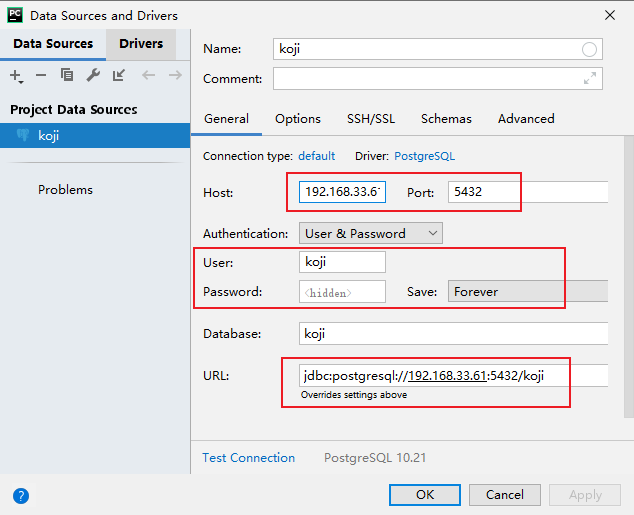 PC Data Sources and Drivers
Data Sources Drivers
Name: koji
Comment:
Project Data Sources
koji
Problems
General Options SSH/SSL Schemas Advanced
Connection type: default Driver: PostgreSQL
Host: 192.168.33.61 Port: 5432
Authentication: User & Password
User: koji
Password: <hidden> Save: Forever
Database: koji
URL: jdbc:postgresql://192.168.33.61:5432/koji
Overrides settings above
Test Connection PostgreSQL 10.21
? OK Cancel Apply